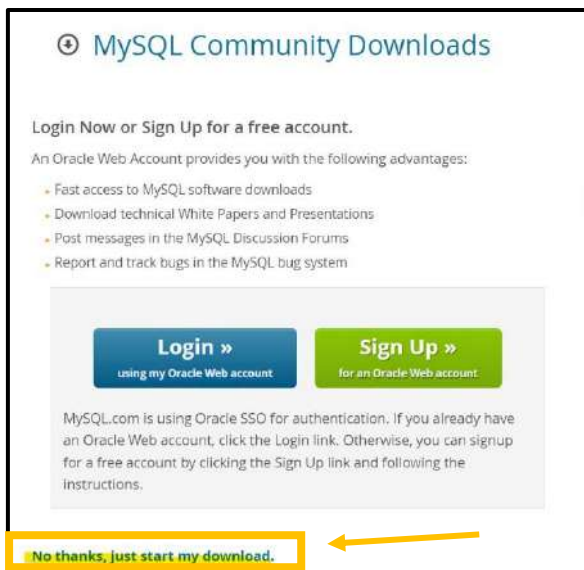 MySQL Community Downloads
Login Now or Sign Up for a free account.
An Oracle Web Account provides you with the following advantages:
Fast access to MySQL software downloads
Download technical White Papers and Presentations
Post messages in the MySQL Discussion Forums
Report and track bugs in the MySQL bug system
Login »
using my Oracle Web account
Sign Up »
for an Oracle Web account
MySQL.com is using Oracle SSO for authentication. If you already have
an Oracle Web account, click the Login link. Otherwise, you can signup
for a free account by clicking the Sign Up link and following the
instructions.
No thanks, just start my download.